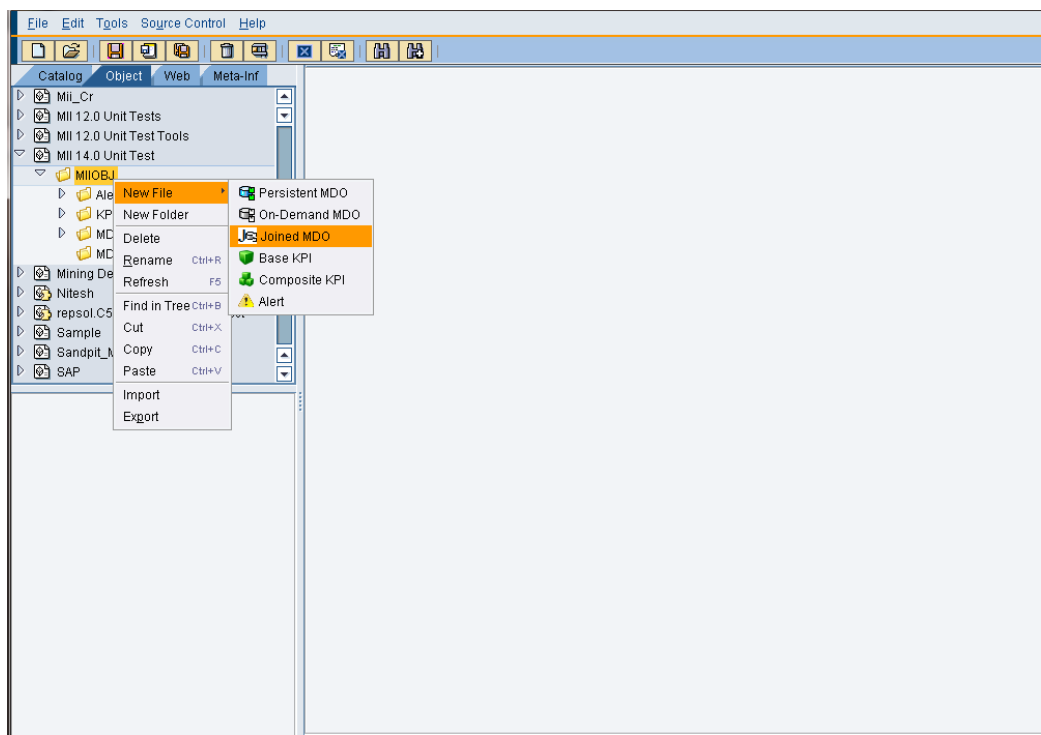 File Edit Tools Source Control Help
Catalog Object Web Meta-Inf
Mii_Cr
MII 12.0 Unit Tests
MII 12.0 Unit Test Tools
MII 14.0 Unit Test
MIIOBJ
Ale
KP
MD
MD
Mining De
Nitesh
repsol.C5
Sample
Sandpit_M
SAP
New File
New Folder
Delete
Rename Ctrl+R
Refresh F5
Find in Tree Ctrl+B
Cut Ctrl+X
Copy Ctrl+C
Paste Ctrl+V
Import
Export
Persistent MDO
On-Demand MDO
Joined MDO
Base KPI
Composite KPI
Alert